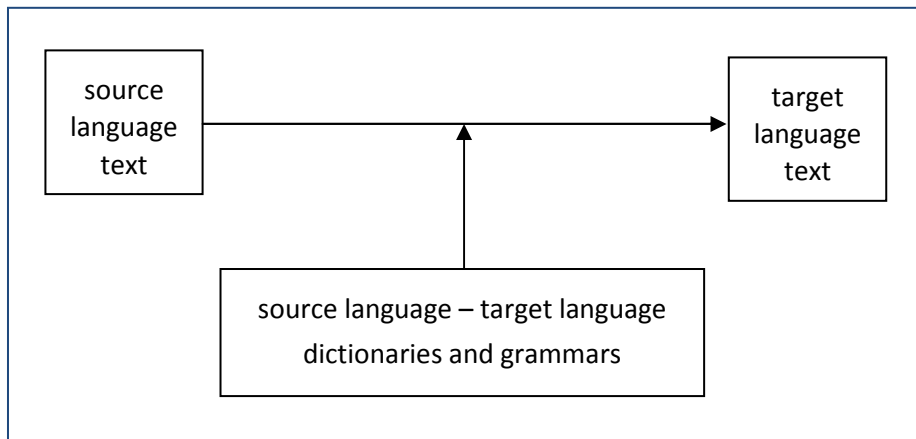 source
language
text
target
language
text
source language – target language
dictionaries and grammars